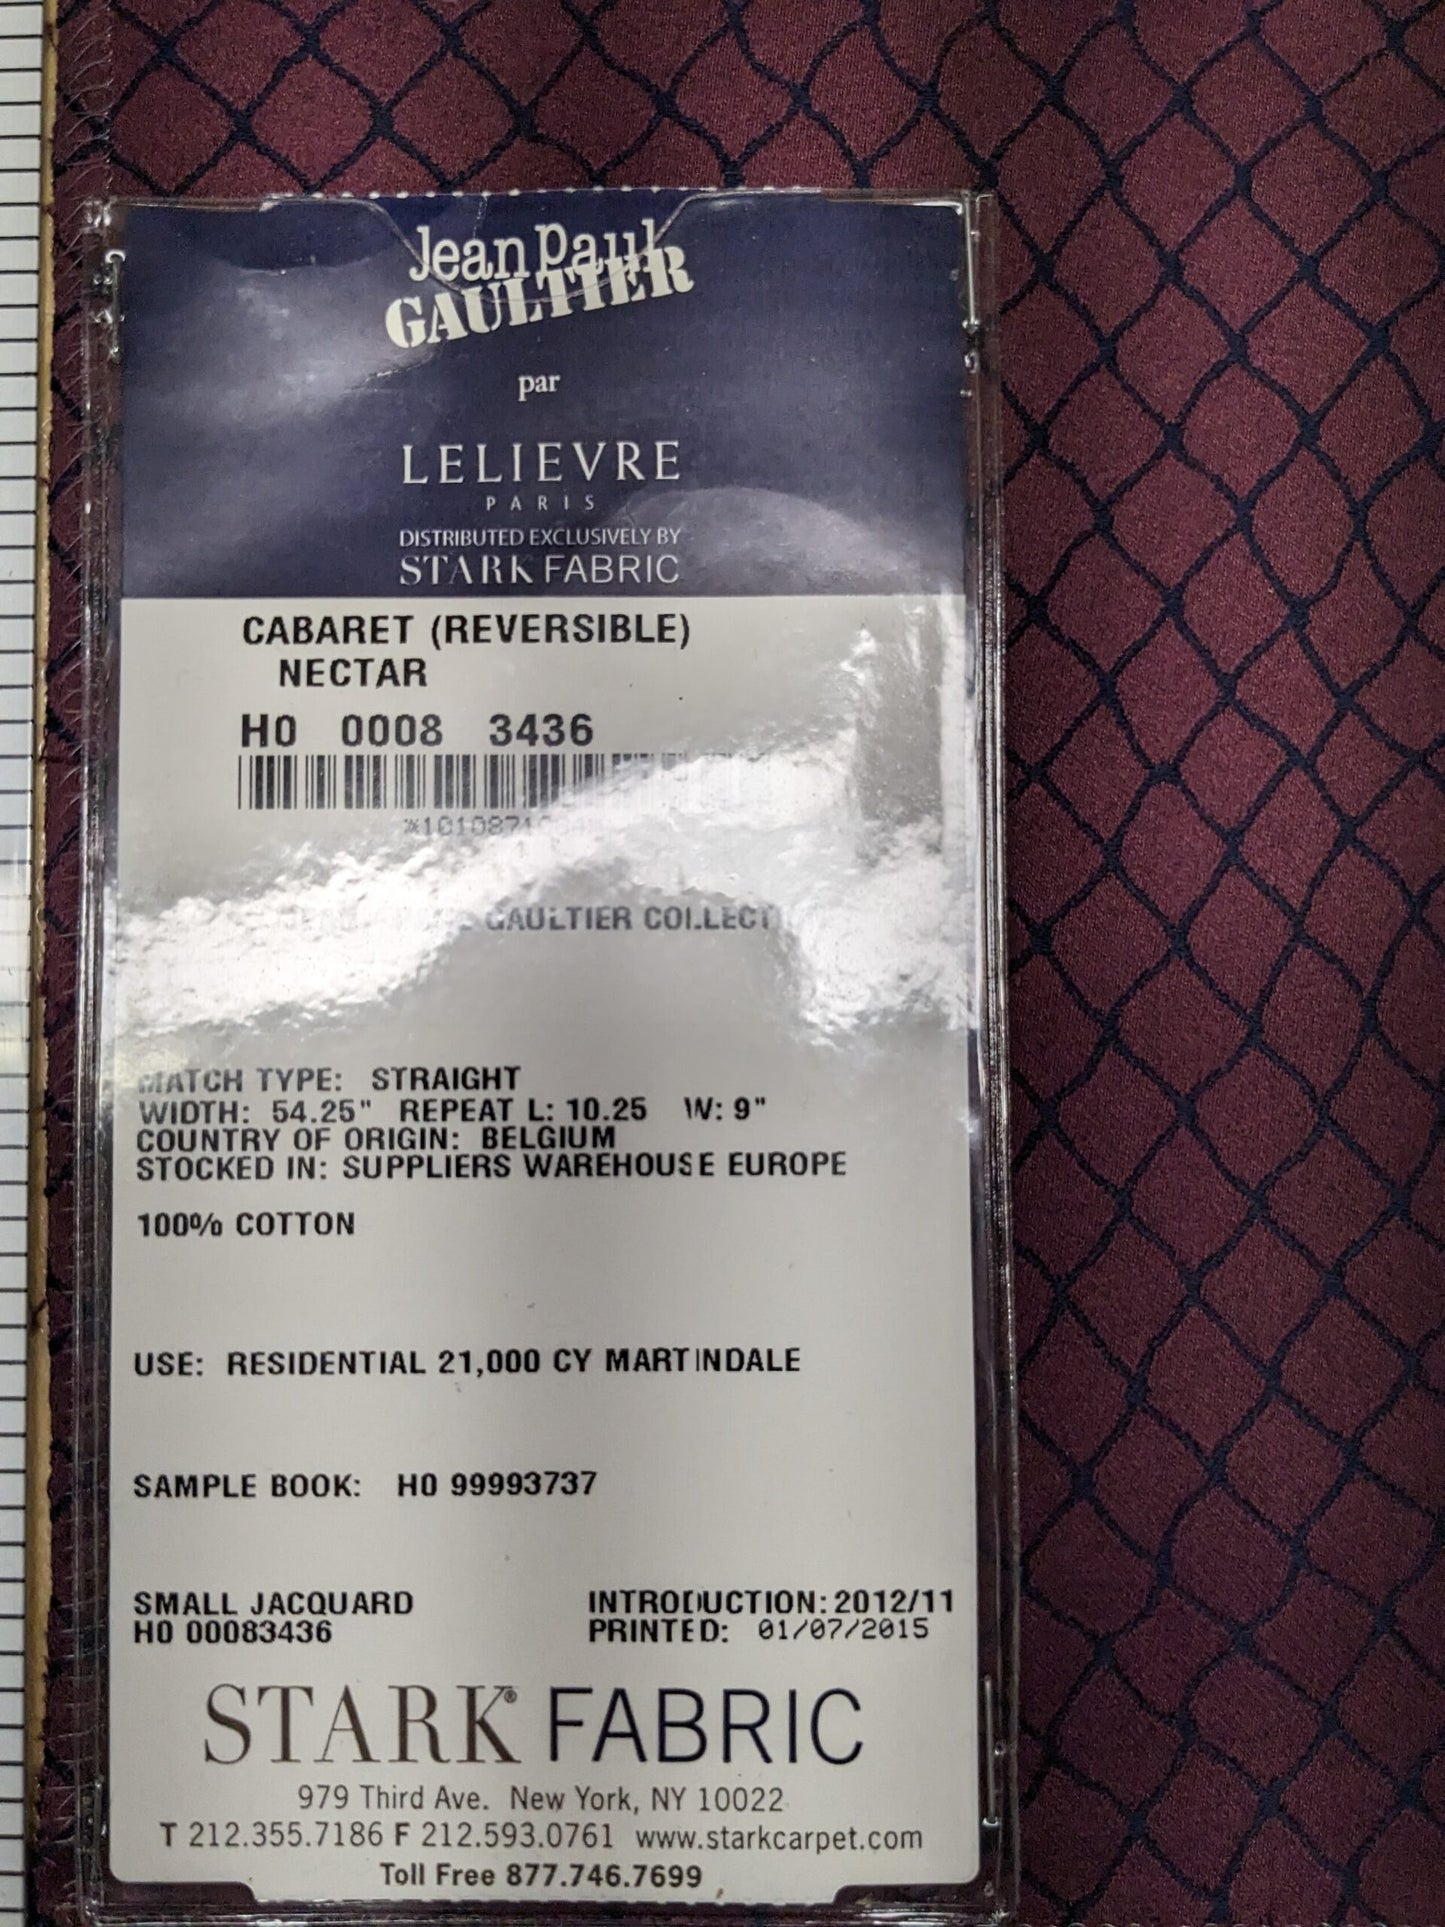 Jean Paul
GAULTIER
par
LELIEVRE
PARIS
DISTRIBUTED EXCLUSIVELY BY
STARK FABRIC
CABARET (REVERSIBLE)
NECTAR
H0 0008 3436
GAULTIER
MATCH TYPE: STRAIGHT
WIDTH: 54.25" REPEAT L: 10.25 W: 9"
COUNTRY OF ORIGIN: BELGIUM
STOCKED IN: SUPPLIERS WAREHOUSE EUROPE
100% COTTON
USE: RESIDENTIAL 21,000 CY MARTINDALE
SAMPLE BOOK: H0 99993737
SMALL JACQUARD INTRODUCTION: 2012/11
H0 00083436 PRINTED: 01/07/2015
STARK® FABRIC
979 Third Ave. New York, NY 10022
T 212.355.7186 F 212.593.0761 www.starkcarpet.com
Toll Free 877.746.7699